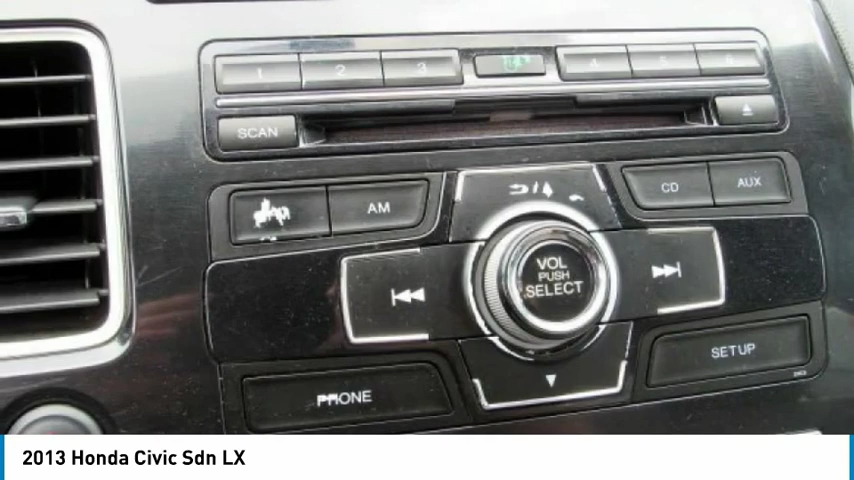 1 2 3 4 5 6
SCAN
AM
CD AUX
VOL
PUSH
SELECT
PHONE
SETUP
2013 Honda Civic Sdn LX